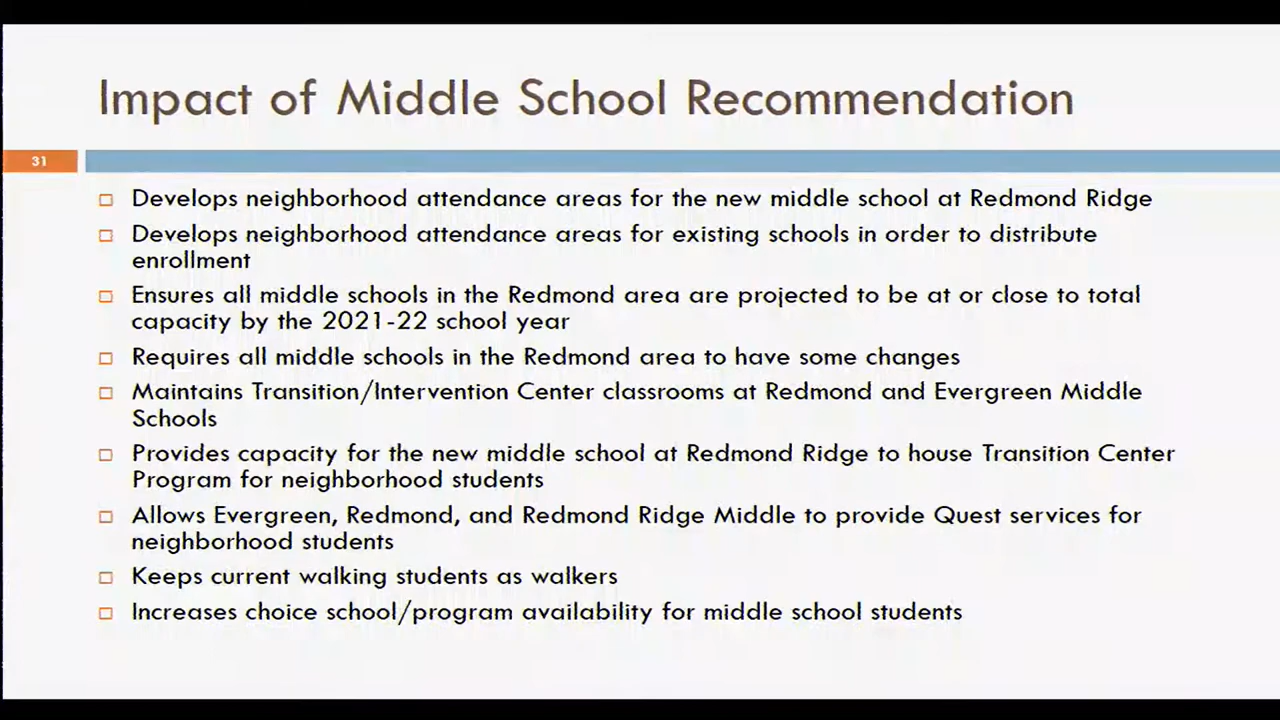 Impact of Middle School Recommendation
31
Develops neighborhood attendance areas for the new middle school at Redmond Ridge
Develops neighborhood attendance areas for existing schools in order to distribute
enrollment
Ensures all middle schools in the Redmond area are projected to be at or close to total
capacity by the 2021-22 school year
Requires all middle schools in the Redmond area to have some changes
Maintains Transition/Intervention Center classrooms at Redmond and Evergreen Middle
Schools
Provides capacity for the new middle school at Redmond Ridge to house Transition Center
Program for neighborhood students
Allows Evergreen, Redmond, and Redmond Ridge Middle to provide Quest services for
neighborhood students
Keeps current walking students as walkers
Increases choice school/program availability for middle school students